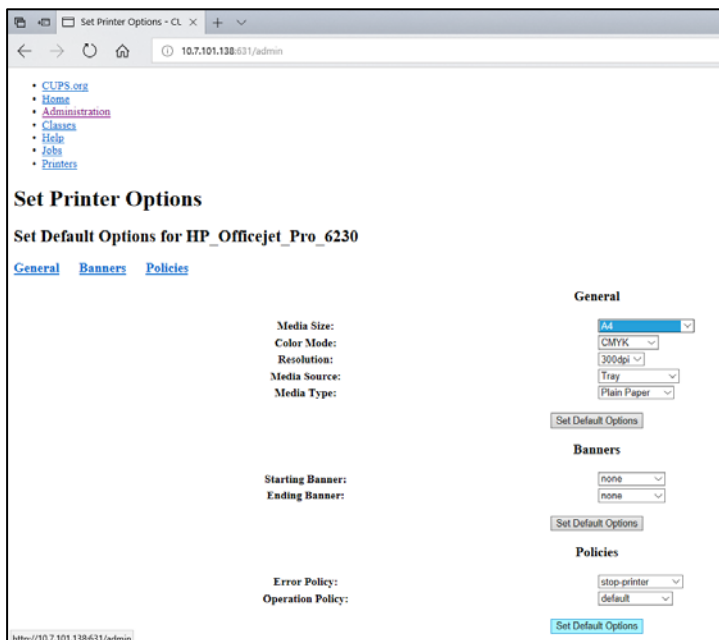 Set Printer Options - CL
10.7.101.138:631/admin
CUPS.org
Home
Administration
Classes
Help
Jobs
Printers
Set Printer Options
Set Default Options for HP_Officejet_Pro_6230
General Banners Policies
General
Media Size: A4
Color Mode: CMYK
Resolution: 300dpi
Media Source: Tray
Media Type: Plain Paper
Set Default Options
Banners
Starting Banner: none
Ending Banner: none
Set Default Options
Policies
Error Policy: stop-printer
Operation Policy: default
Set Default Options
http://10.7.101.138:631/admin